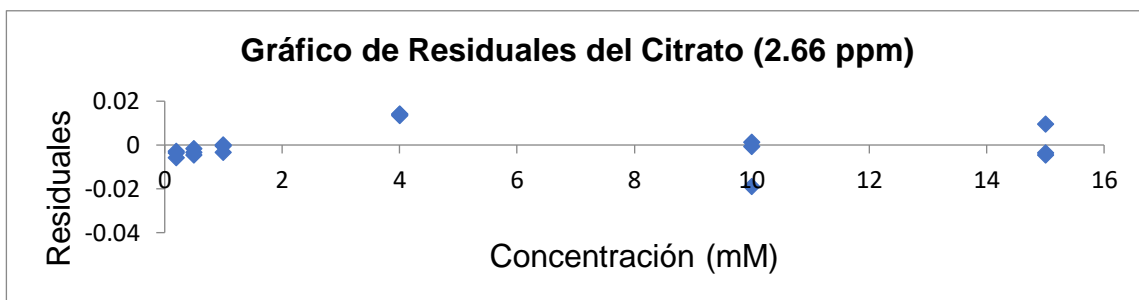 Gráfico de Residuales del Citrato (2.66 ppm)
Residuales
0.02
0
-0.02
-0.04
0 2 4 6 8 10 12 14 16
Concentración (mM)